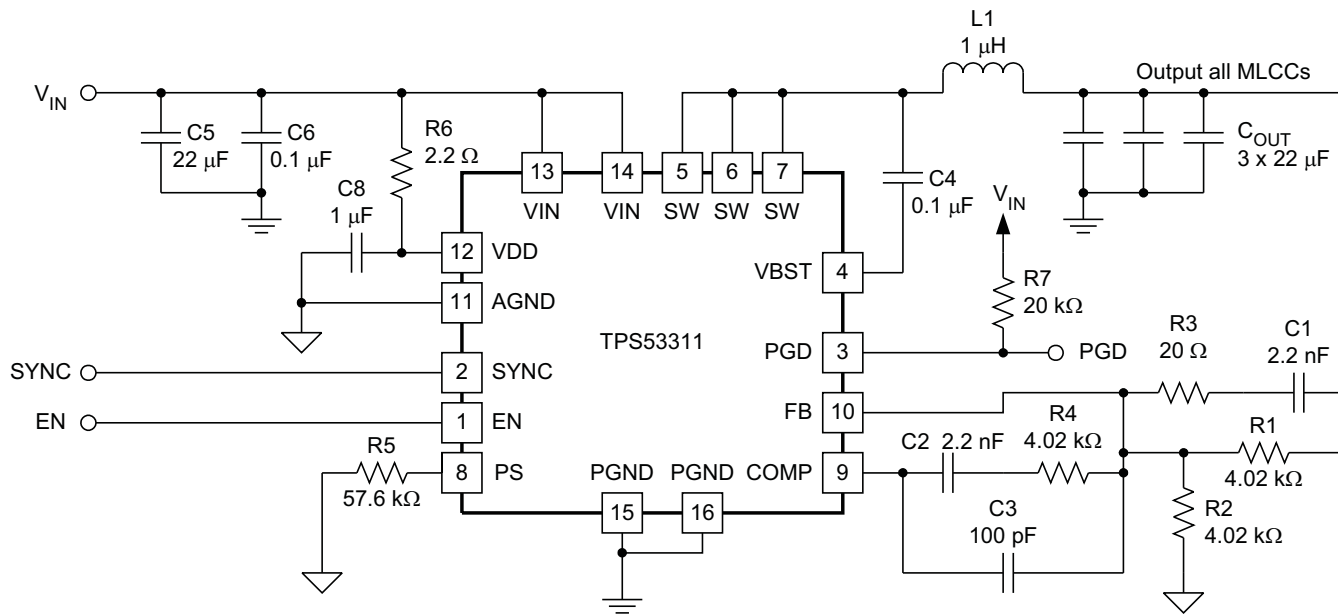 L1
1 μH
Output all MLCCs
V_IN
C5
22 μF
C6
0.1 μF
R6
2.2 Ω
C_OUT
3 x 22 μF
13
14
5
6
7
VIN
VIN
SW
SW
SW
C4
0.1 μF
C8
1 μF
V_IN
12
VDD
VBST
4
R7
20 kΩ
11
AGND
TPS53311
PGD
3
PGD
R3
20 Ω
C1
2.2 nF
SYNC
2
SYNC
EN
1
EN
FB
10
R4
4.02 kΩ
C2 2.2 nF
R1
4.02 kΩ
R5
57.6 kΩ
8
PS
PGND
PGND
COMP
9
15
16
C3
100 pF
R2
4.02 kΩ